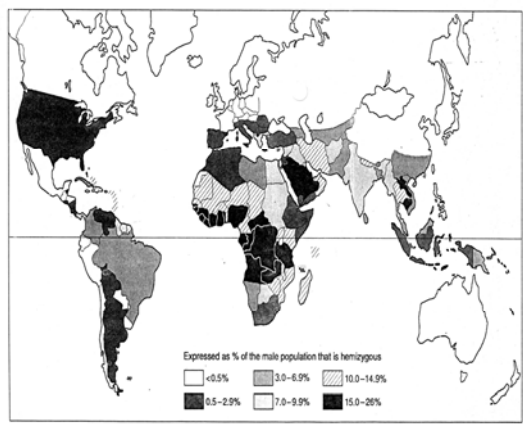 Expressed as % of the male population that is hemizygous
<0.5% 3.0–6.9% 10.0–14.9%
0.5–2.9% 7.0–9.9% 15.0–26%